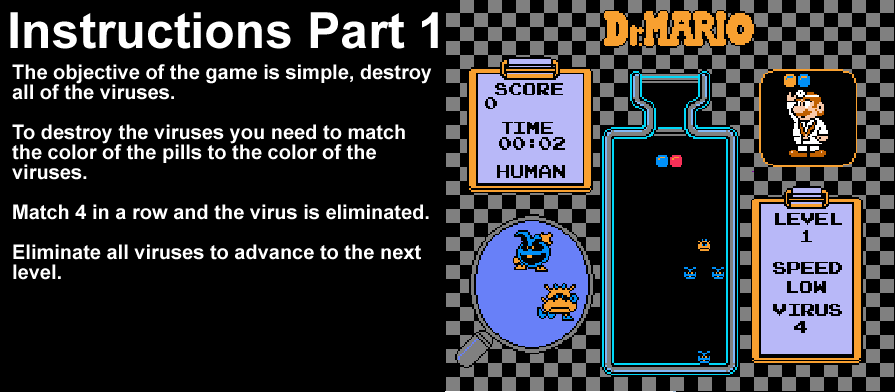 Instructions Part 1
The objective of the game is simple, destroy
all of the viruses.
To destroy the viruses you need to match
the color of the pills to the color of the
viruses.
Match 4 in a row and the virus is eliminated.
Eliminate all viruses to advance to the next
level.
Dr. MARIO
SCORE
0
TIME
00:02
HUMAN
LEVEL
1
SPEED
LOW
VIRUS
4